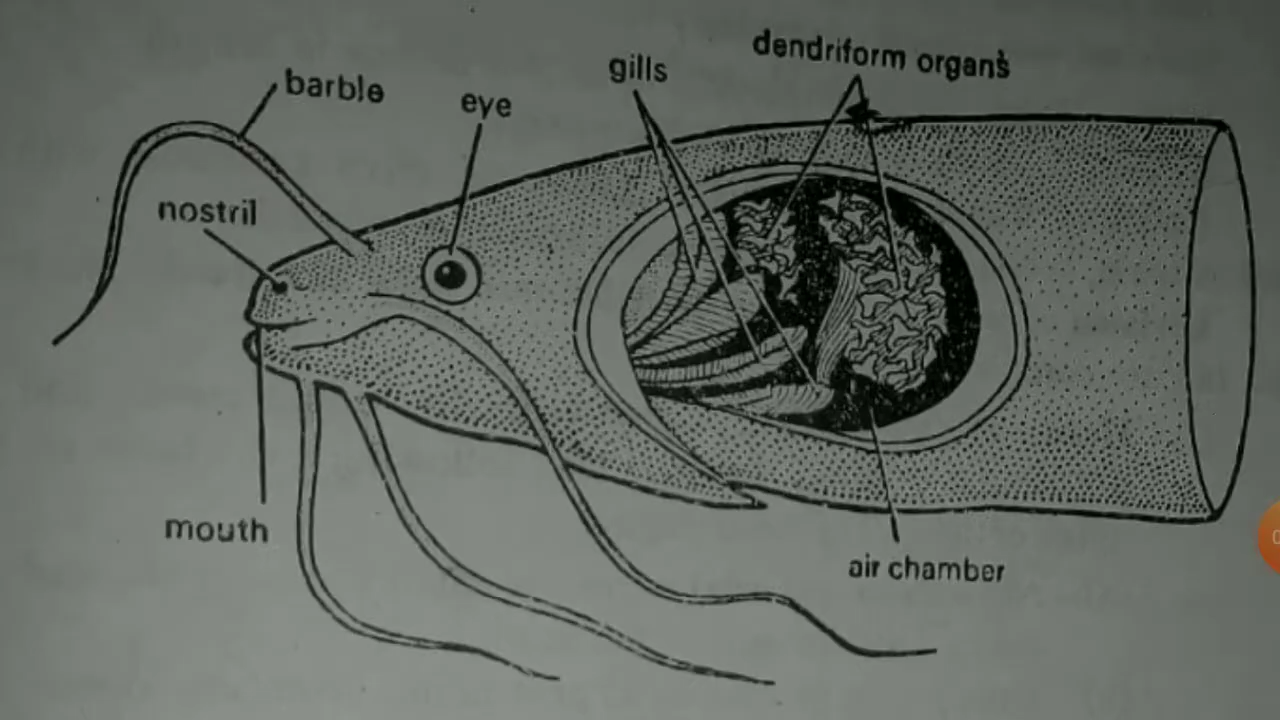 dendriform organs
gills
barble
eye
nostril
mouth
air chamber